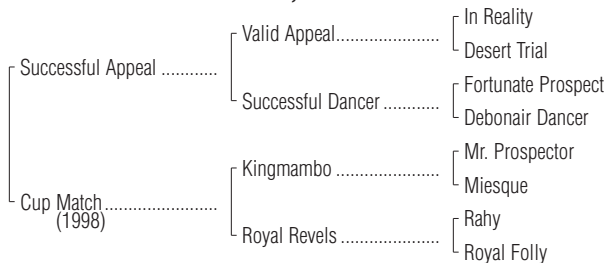 In Reality
Valid Appeal....................
Desert Trial
Successful Appeal ............
Fortunate Prospect
Successful Dancer ............
Debonair Dancer
Mr. Prospector
Kingmambo ...................
Miesque
Cup Match........................
(1998)
Rahy
Royal Revels ..................
Royal Folly